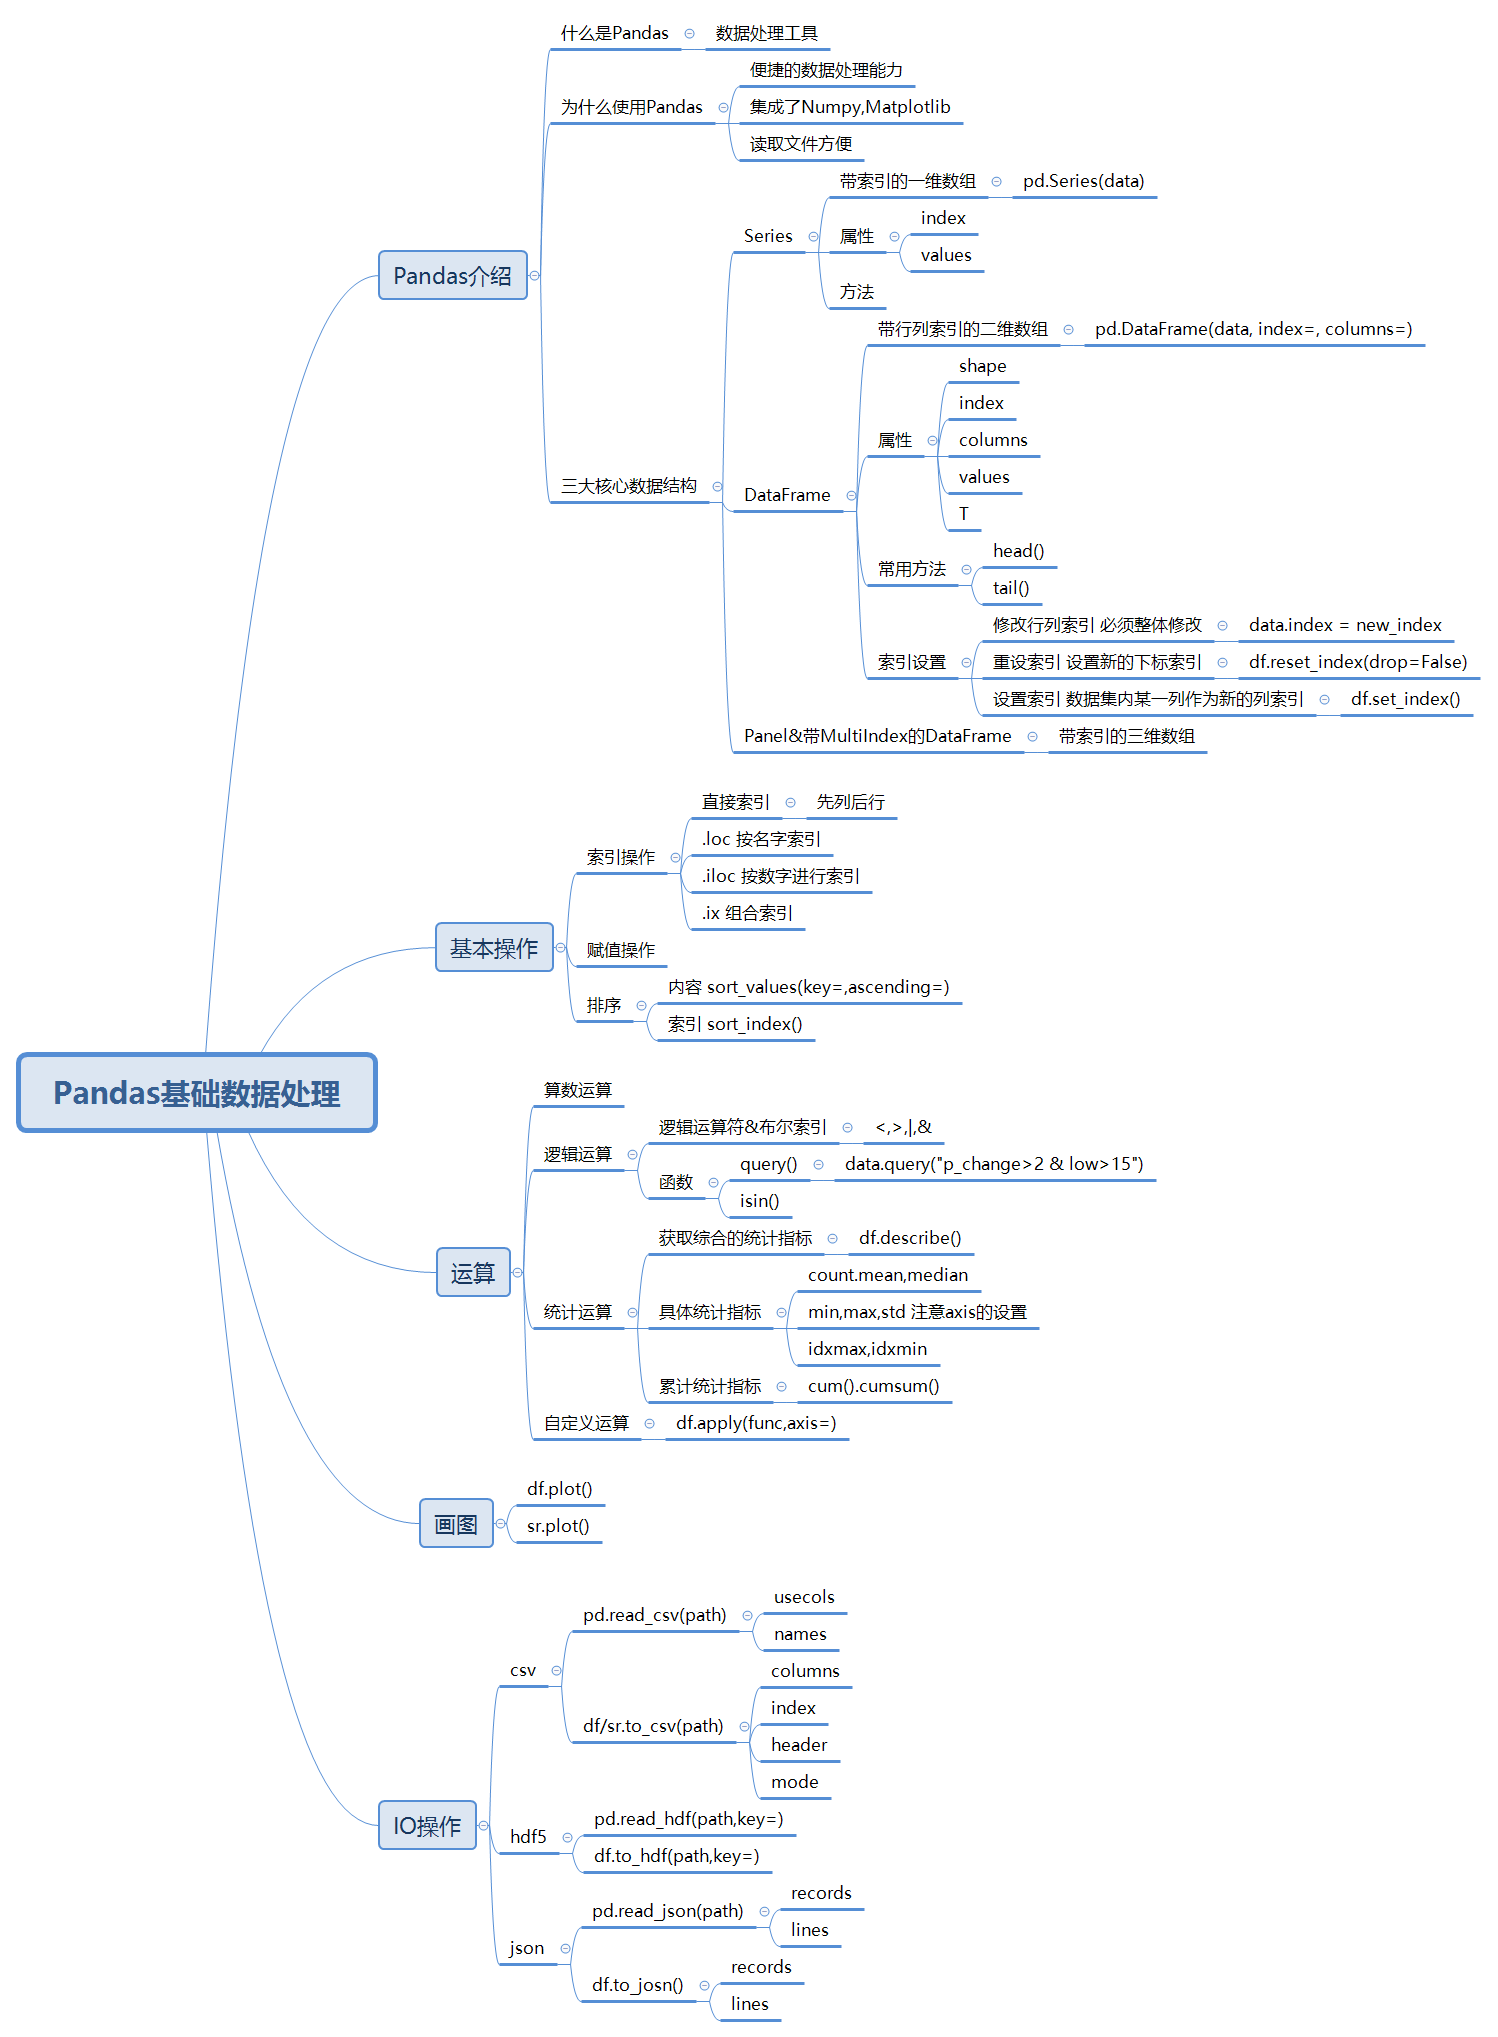 Pandas基础数据处理
Pandas介绍
什么是Pandas
数据处理工具
为什么使用Pandas
便捷的数据处理能力
集成了Numpy,Matplotlib
读取文件方便
三大核心数据结构
Series
带索引的一维数组
pd.Series(data)
属性
index
values
方法
DataFrame
带行列索引的二维数组
pd.DataFrame(data, index=, columns=)
属性
shape
index
columns
values
T
常用方法
head()
tail()
索引设置
修改行列索引 必须整体修改
data.index = new_index
重设索引 设置新的下标索引
df.reset_index(drop=False)
设置索引 数据集内某一列作为新的列索引
df.set_index()
Panel&带MultiIndex的DataFrame
带索引的三维数组
基本操作
索引操作
直接索引
先列后行
.loc 按名字索引
.iloc 按数字进行索引
.ix 组合索引
赋值操作
排序
内容 sort_values(key=,ascending=)
索引 sort_index()
运算
算数运算
逻辑运算
逻辑运算符&布尔索引
<,>,|,&
函数
query()
data.query("p_change>2 & low>15")
isin()
统计运算
获取综合的统计指标
df.describe()
具体统计指标
count.mean,median
min,max,std 注意axis的设置
idxmax,idxmin
累计统计指标
cum().cumsum()
自定义运算
df.apply(func,axis=)
画图
df.plot()
sr.plot()
IO操作
csv
pd.read_csv(path)
usecols
names
df/sr.to_csv(path)
columns
index
header
mode
hdf5
pd.read_hdf(path,key=)
df.to_hdf(path,key=)
json
pd.read_json(path)
records
lines
df.to_josn()
records
lines